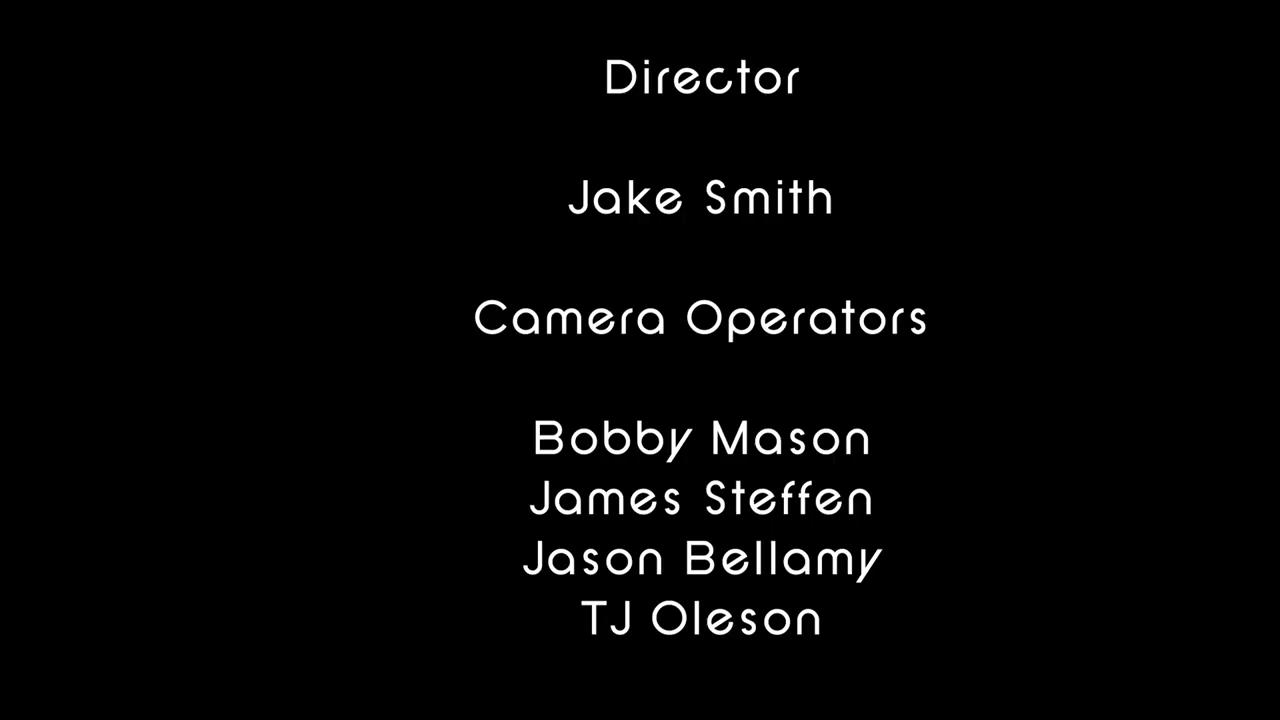 Director
Jake Smith
Camera Operators
Bobby Mason
James Steffen
Jason Bellamy
TJ Oleson